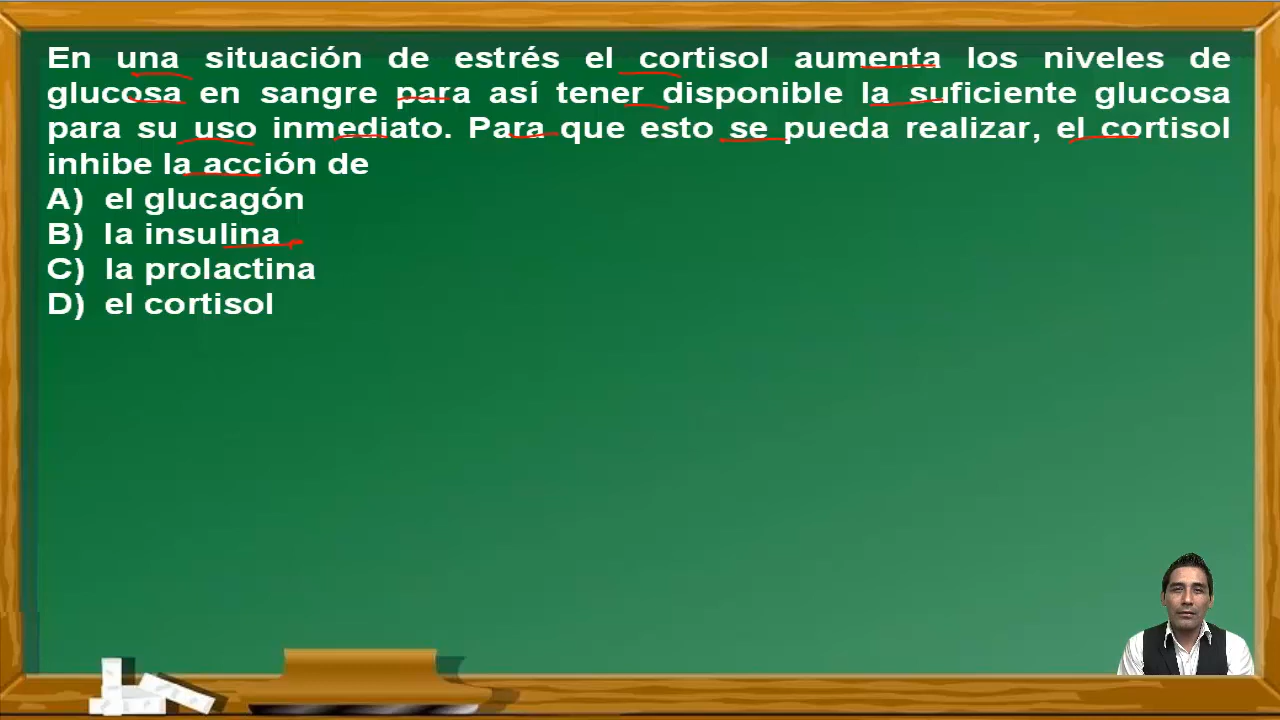 En una situación de estrés el cortisol aumenta los niveles de
glucosa en sangre para así tener disponible la suficiente glucosa
para su uso inmediato. Para que esto se pueda realizar, el cortisol
inhibe la acción de
A) el glucagón
B) la insulina
C) la prolactina
D) el cortisol